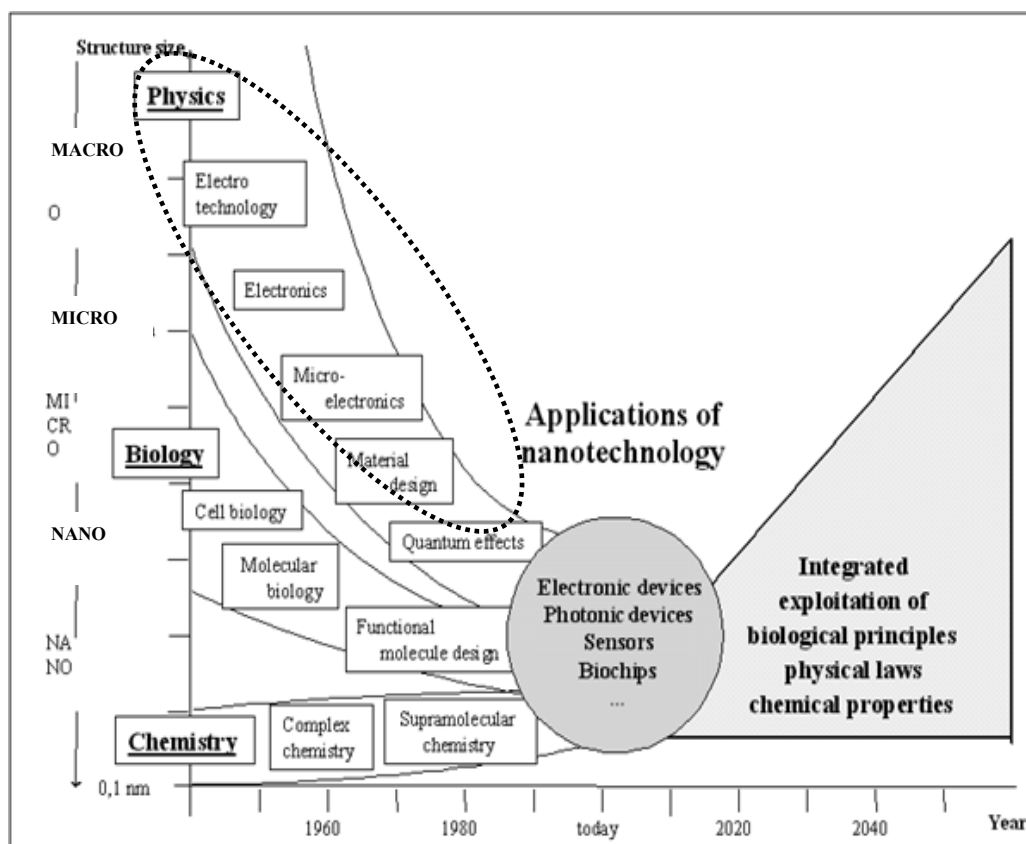 Structure size
Physics
MACRO
Electro
technology
O
Electronics
MICRO
1
Micro-
electronics
MI
CR
O
Applications of
nanotechnology
Biology
Material
design
Cell biology
NANO
Quantum effects
Molecular
biology
Electronic devices
Photonic devices
Sensors
Biochips
...
Integrated
exploitation of
biological principles
physical laws
chemical properties
Functional
molecule design
NA
NO
Chemistry
Complex
chemistry
Supramolecular
chemistry
0,1 nm
1960
1980
today
2020
2040
Year